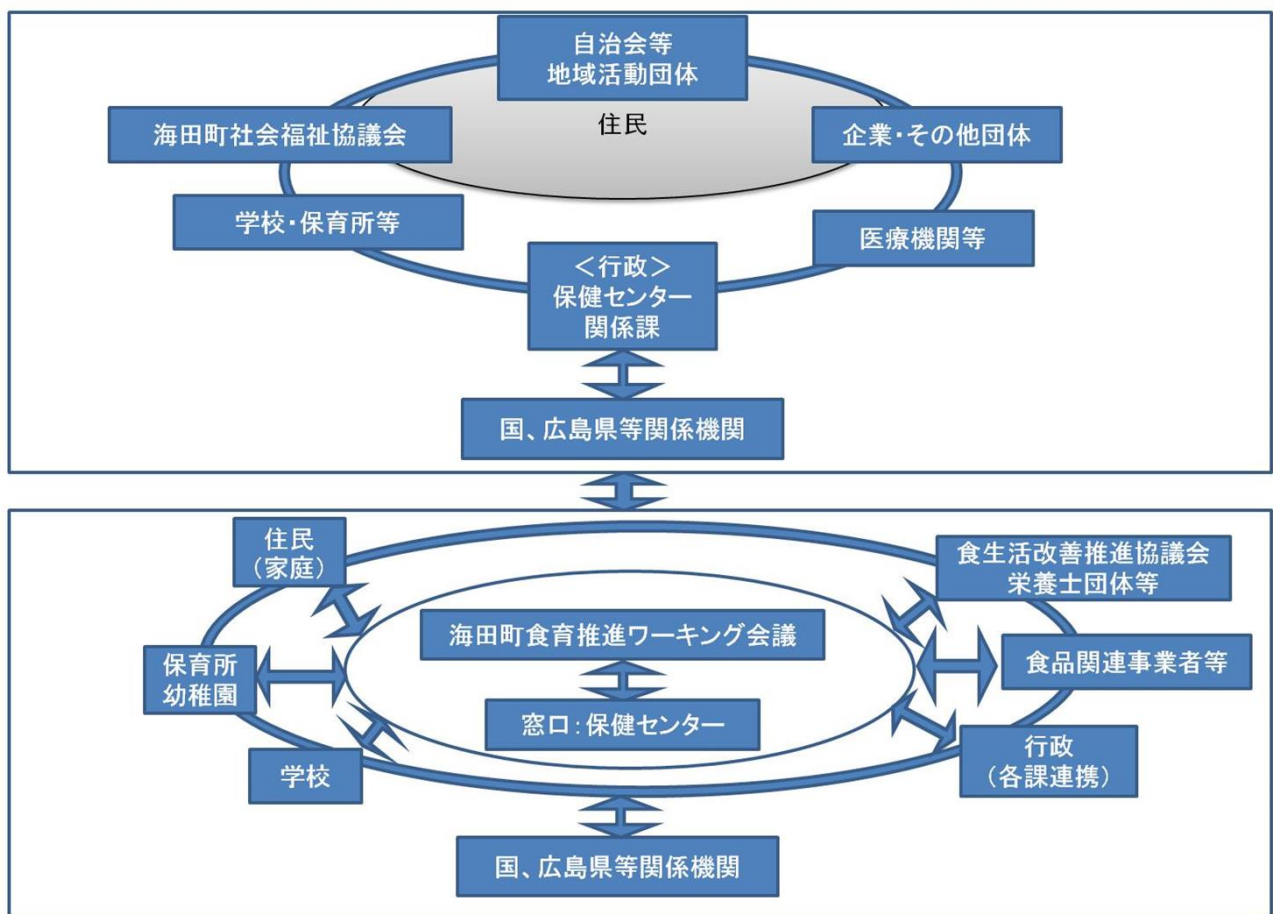 自治会等
地域活動団体
住民
海田町社会福祉協議会
企業・その他団体
学校・保育所等
医療機関等
＜行政＞
保健センター
関係課
国、広島県等関係機関
住民
（家庭）
食生活改善推進協議会
栄養士団体等
海田町食育推進ワーキング会議
保育所
幼稚園
食品関連事業者等
窓口：保健センター
学校
行政
（各課連携）
国、広島県等関係機関